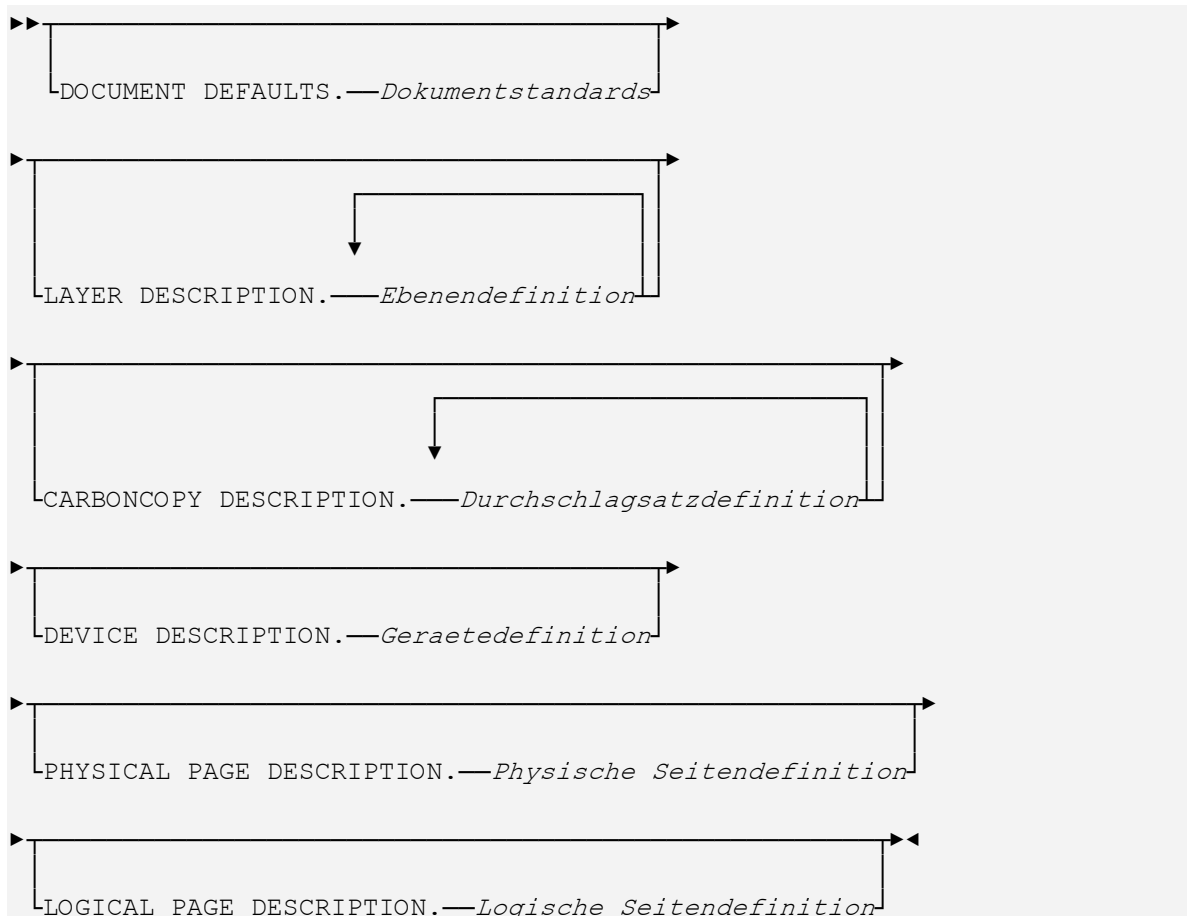 DOCUMENT DEFAULTS.──Dokumentstandards
LAYER DESCRIPTION.──Ebenendefinition
CARBONCOPY DESCRIPTION.──Durchschlagsatzdefinition
DEVICE DESCRIPTION.──Geraetedefinition
PHYSICAL PAGE DESCRIPTION.──Physische Seitendefinition
LOGICAL PAGE DESCRIPTION.──Logische Seitendefinition